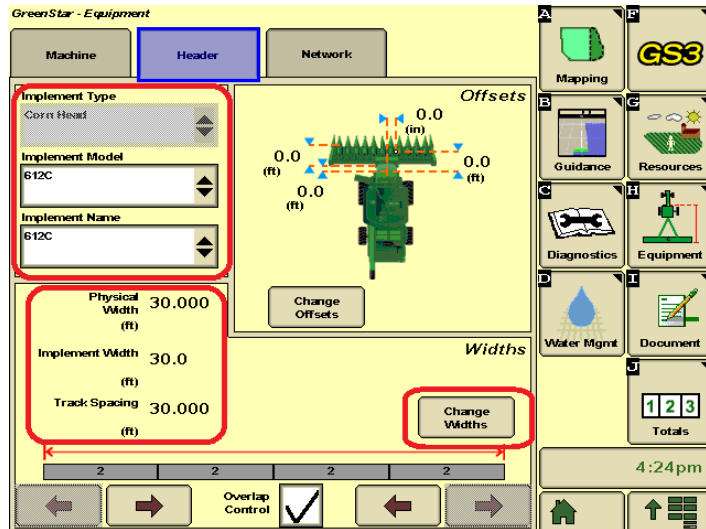 GreenStar - Equipment
Machine
Header
Network
Implement Type
Corn Head
Implement Model
612C
Implement Name
612C
Offsets
0.0
(in)
0.0
(ft)
0.0
(ft)
0.0
(ft)
Change
Offsets
Physical
Width
(ft)
30.000
Implement Width
(ft)
30.0
Track Spacing
(ft)
30.000
Widths
Change
Widths
2
2
2
2
Overlap
Control
A
Mapping
F
GS3
B
Guidance
G
Resources
C
Diagnostics
H
Equipment
D
Water Mgmt
I
Document
J
1 2 3
Totals
4:24pm